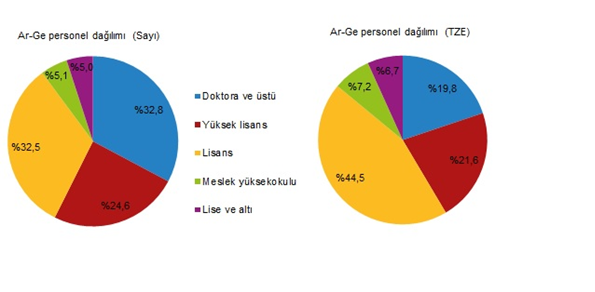 Ar-Ge personel dağılımı (Sayı)
%32,8
%24,6
%32,5
%5,1
%5,0
Doktora ve üstü
Yüksek lisans
Lisans
Meslek yüksekokulu
Lise ve altı
Ar-Ge personel dağılımı (TZE)
%19,8
%21,6
%44,5
%7,2
%6,7